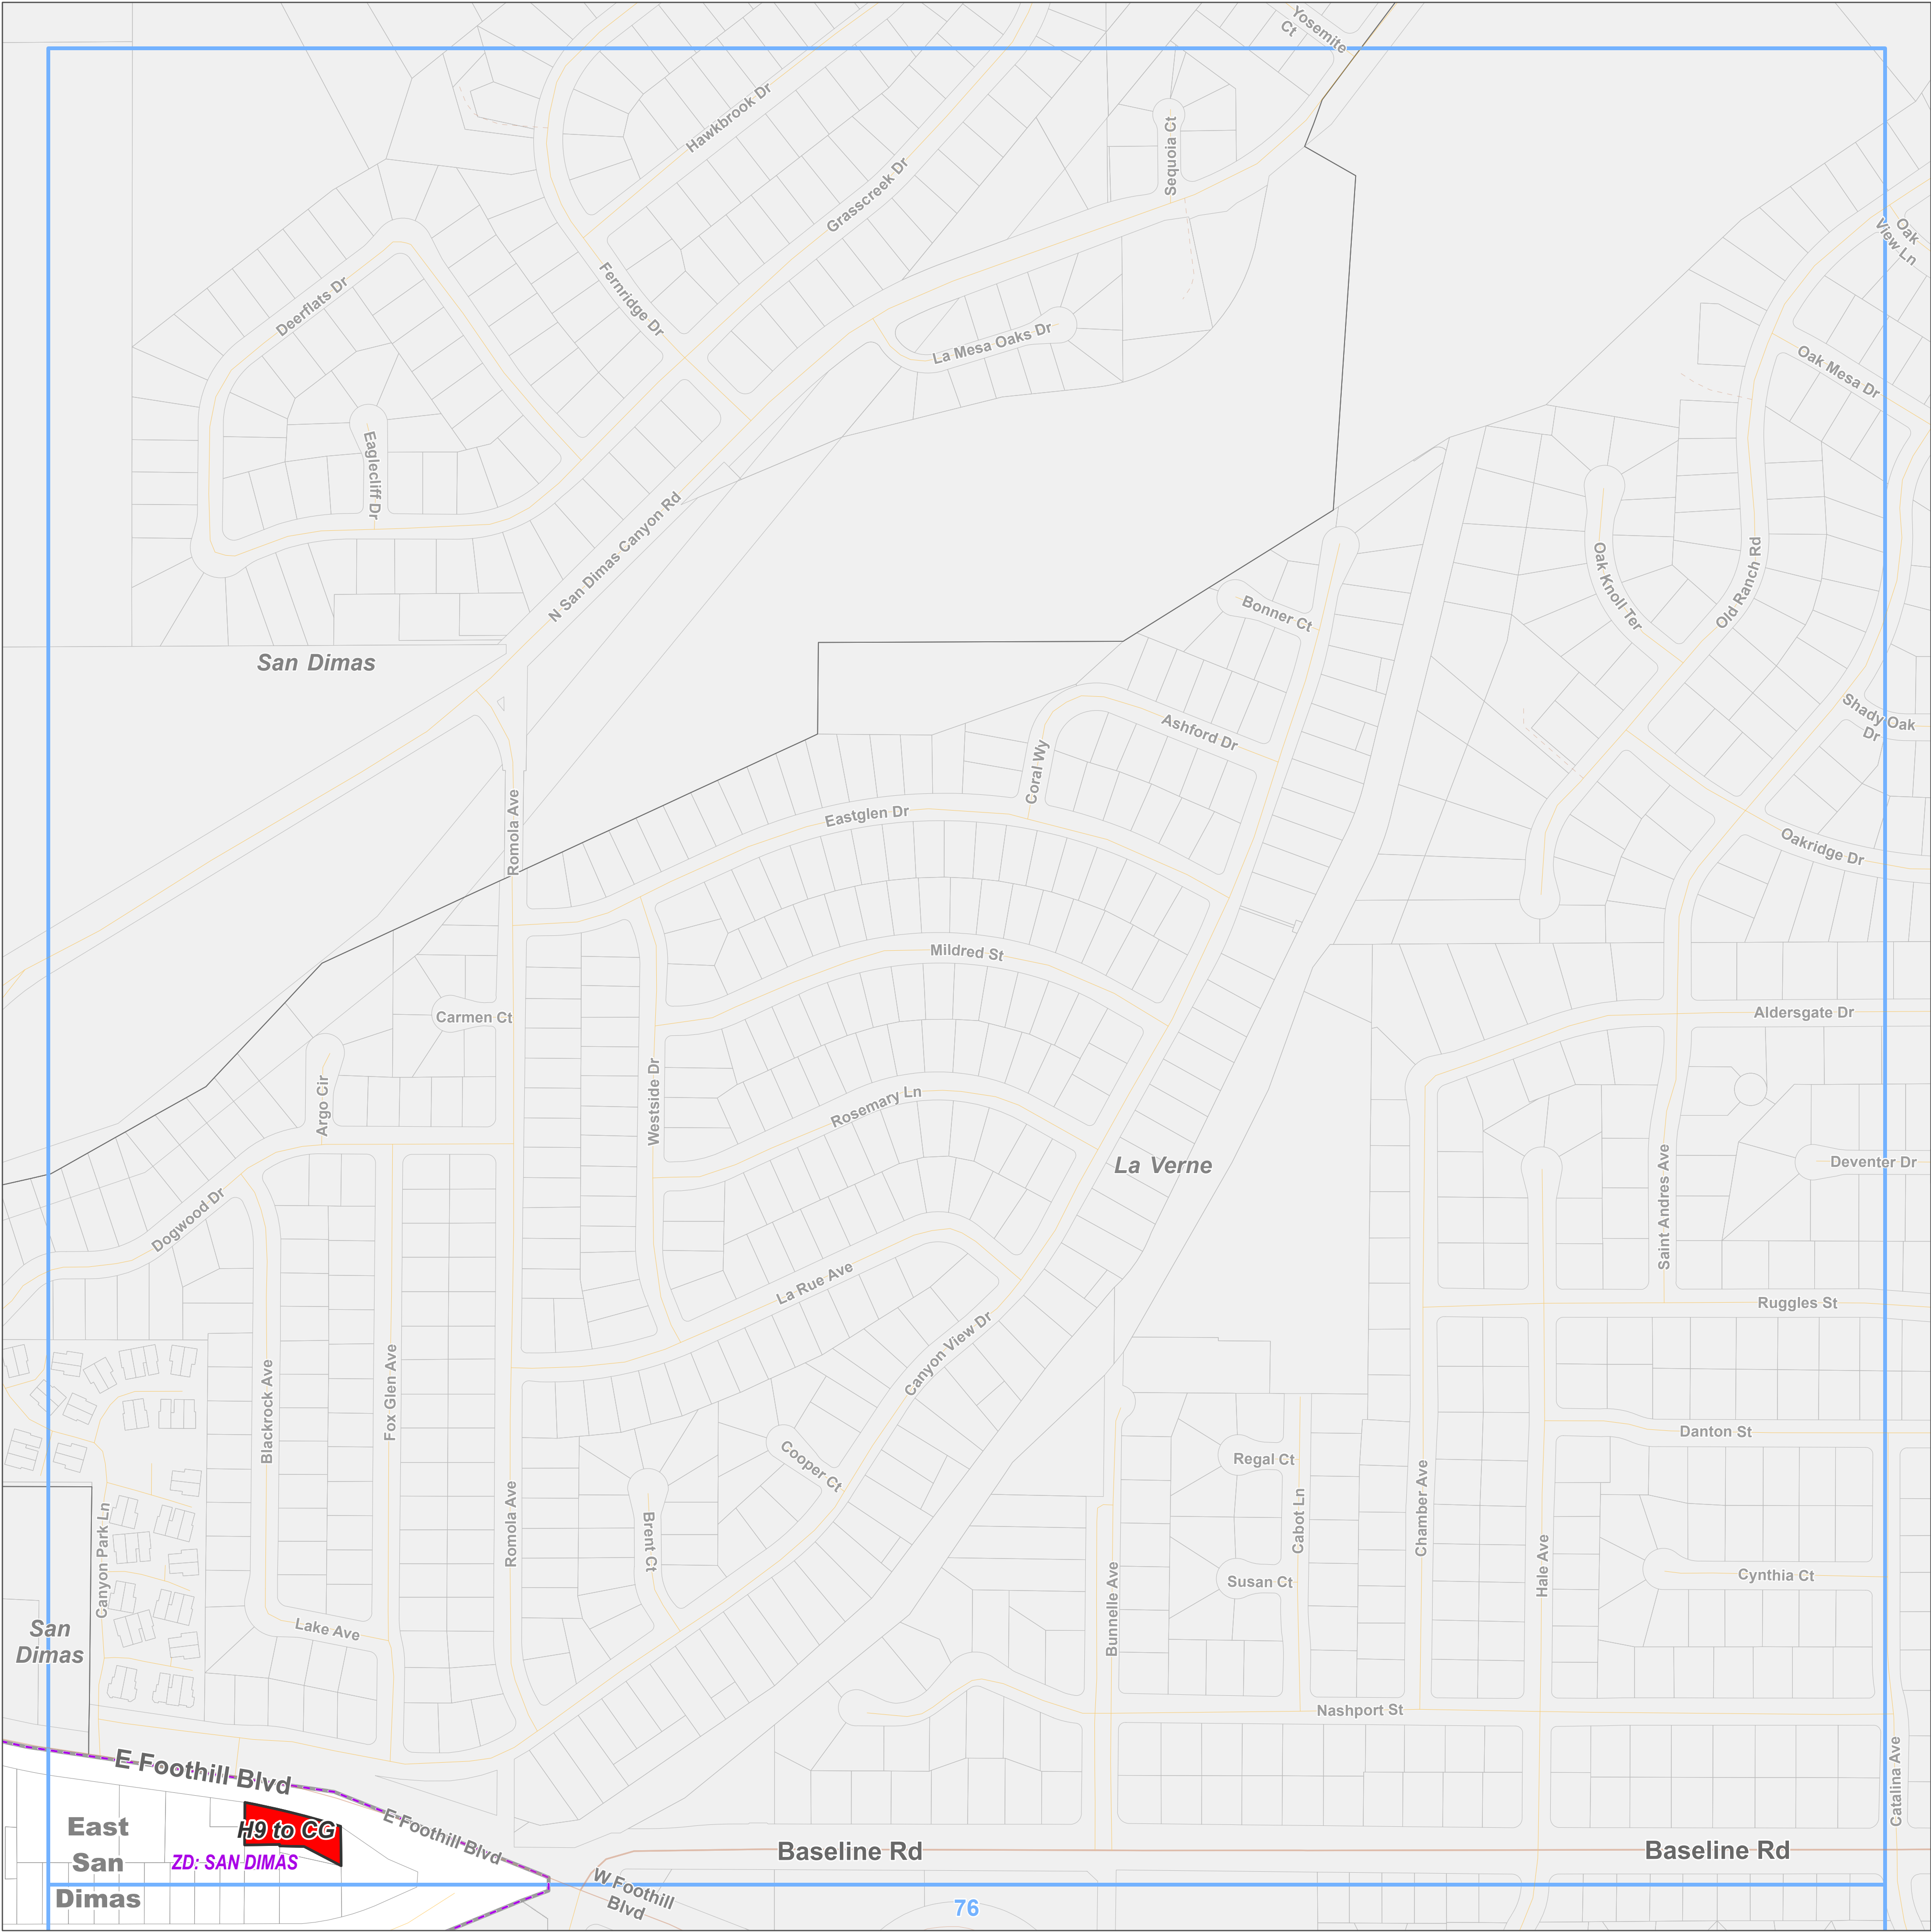 Yosemite
Ct
Hawkbrook Dr
Sequoia Ct
Grasscreek Dr
Oak
View Ln
Deerflats Dr
Fernridge Dr
La Mesa Oaks Dr
Oak Mesa Dr
Eaglecliff Dr
N San Dimas Canyon Rd
Oak Knoll Ter
Old Ranch Rd
Bonner Ct
San Dimas
Shady Oak
Dr
Ashford Dr
Coral Wy
Romola Ave
Eastglen Dr
Oakridge Dr
Mildred St
Carmen Ct
Aldersgate Dr
Argo Cir
Westside Dr
Rosemary Ln
La Verne
Deventer Dr
Saint Andres Ave
Dogwood Dr
La Rue Ave
Ruggles St
Canyon View Dr
Blackrock Ave
Fox Glen Ave
Danton St
Cooper Ct
Regal Ct
Romola Ave
Brent Ct
Cabot Ln
Chamber Ave
Canyon Park Ln
Hale Ave
Cynthia Ct
Susan Ct
Bunnelle Ave
San
Dimas
Lake Ave
Nashport St
E Foothill Blvd
Catalina Ave
East
San
Dimas
H9 to CG
E Foothill Blvd
ZD: SAN DIMAS
Baseline Rd
Baseline Rd
W Foothill
Blvd
76